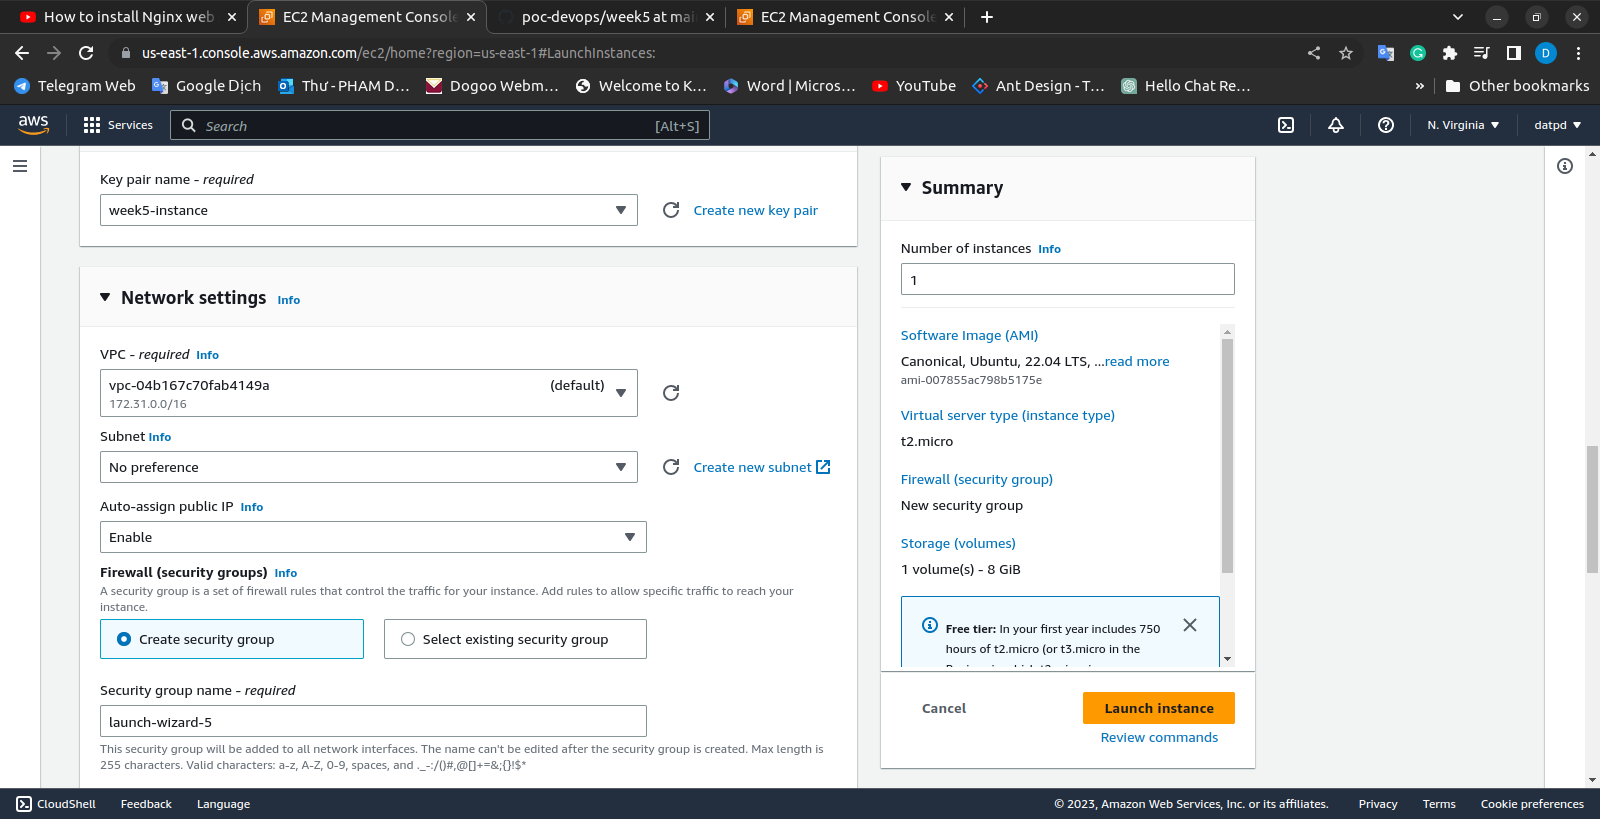 How to install Nginx web
EC2 Management Console
poc-devops/week5 at mai
EC2 Management Console
us-east-1.console.aws.amazon.com/ec2/home?region=us-east-1#LaunchInstances:
D
Telegram Web
Google Dịch
Thư - PHAM D...
Dogoo Webm...
Welcome to K...
Word | Micros...
YouTube
Ant Design - T...
Hello Chat Re...
»
Other bookmarks
aws
Services
Search
[Alt+S]
N. Virginia
datpd
Key pair name - required
week5-instance
Create new key pair
Network settings Info
VPC - required Info
vpc-04b167c70fab4149a (default)
172.31.0.0/16
Subnet Info
No preference
Create new subnet
Auto-assign public IP Info
Enable
Firewall (security groups) Info
A security group is a set of firewall rules that control the traffic for your instance. Add rules to allow specific traffic to reach your
instance.
Create security group
Select existing security group
Security group name - required
launch-wizard-5
This security group will be added to all network interfaces. The name can't be edited after the security group is created. Max length is
255 characters. Valid characters: a-z, A-Z, 0-9, spaces, and ._-:/()#,@[]+=&;{}!$*
Summary
Number of instances Info
1
Software Image (AMI)
Canonical, Ubuntu, 22.04 LTS, ...read more
ami-007855ac798b5175e
Virtual server type (instance type)
t2.micro
Firewall (security group)
New security group
Storage (volumes)
1 volume(s) - 8 GiB
Free tier: In your first year includes 750
hours of t2.micro (or t3.micro in the
Cancel
Launch instance
Review commands
CloudShell
Feedback
Language
© 2023, Amazon Web Services, Inc. or its affiliates.
Privacy
Terms
Cookie preferences